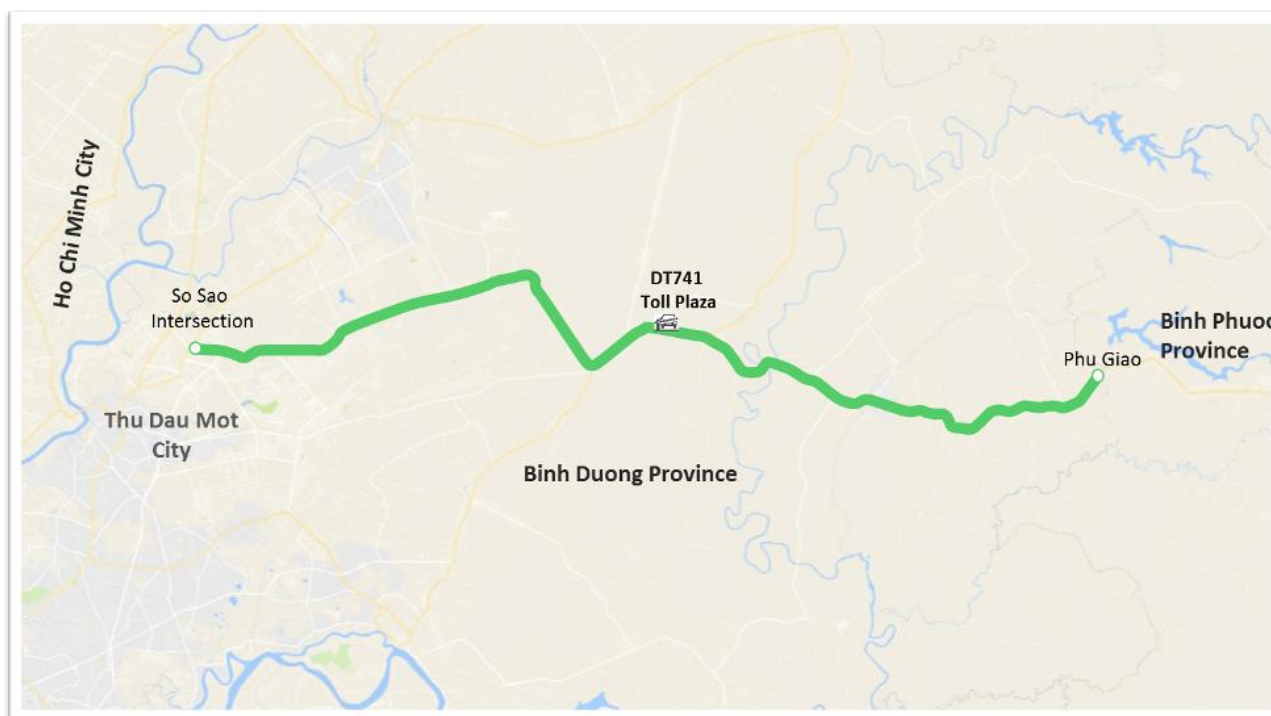 Ho Chi Minh City
So Sao
Intersection
Thu Dau Mot
City
DT741
Toll Plaza
Binh Duong Province
Phu Giao
Binh Phuoc
Province